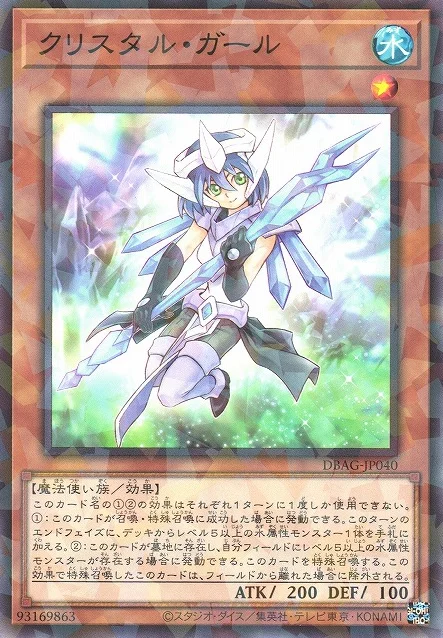 クリスタル・ガール
水
DBAG-JP040
【魔法使い族/効果】
このカード名の①②の効果はそれぞれ1ターンに1度しか使用できない。
①：このカードが召喚・特殊召喚に成功した場合に発動できる。このターンの
エンドフェイズに、デッキからレベル5以上の水属性モンスター1体を手札に
加える。②：このカードが墓地に存在し、自分フィールドにレベル5以上の水属性
モンスターが存在する場合に発動できる。このカードを特殊召喚する。この
効果で特殊召喚したこのカードは、フィールドから離れた場合に除外される。
ATK/ 200 DEF/ 100
93169863
©スタジオ・ダイス/集英社・テレビ東京・KONAMI